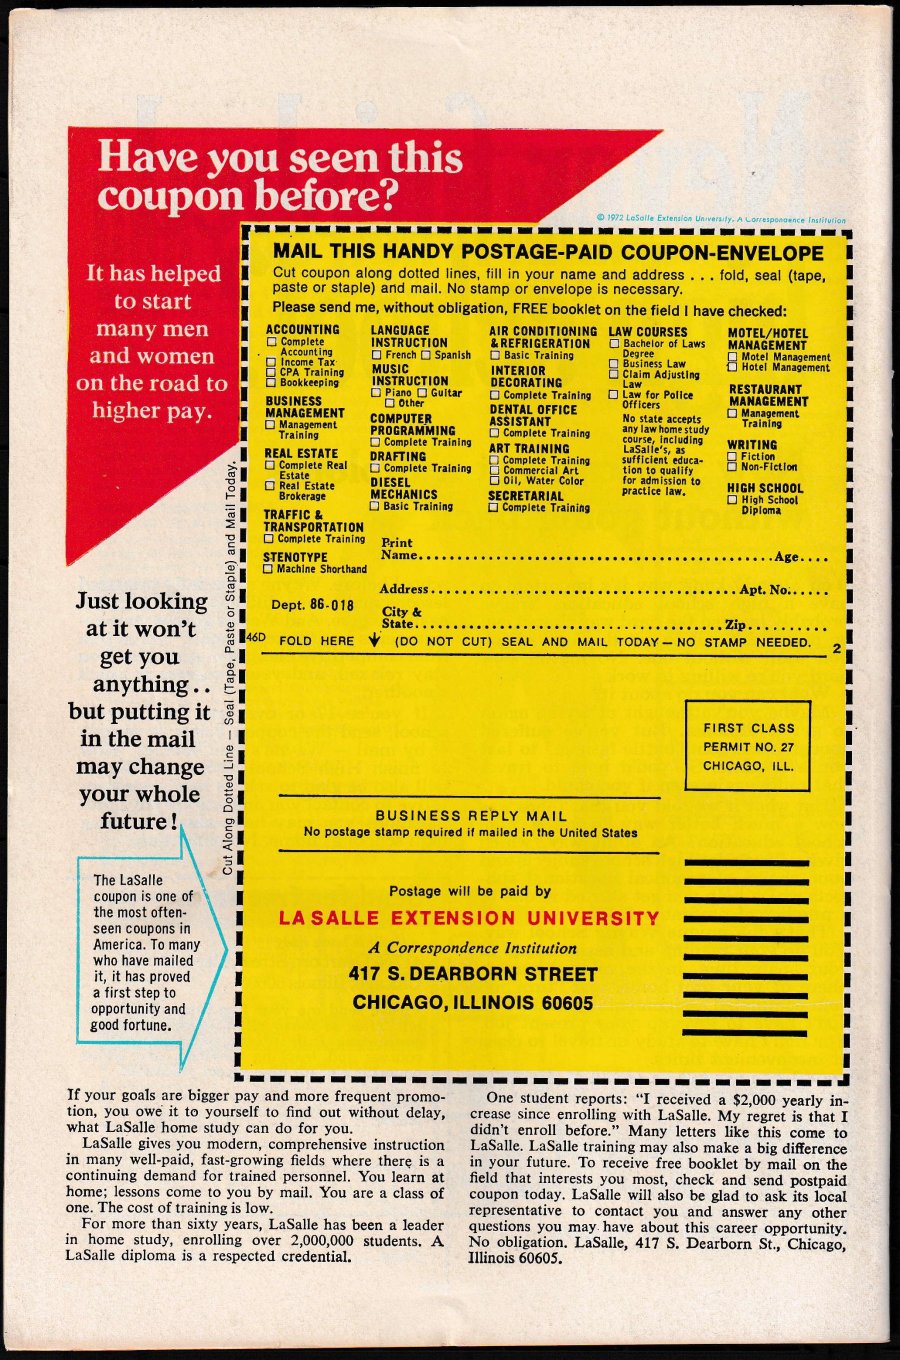 Have you seen this
coupon before?
© 1972 LaSalle Extension University, A Correspondence Institution
It has helped
to start
many men
and women
on the road to
higher pay.
Just looking
at it won't
get you
anything..
but putting it
in the mail
may change
your whole
future!
The LaSalle
coupon is one of
the most often-
seen coupons in
America. To many
who have mailed
it, it has proved
a first step to
opportunity and
good fortune.
Cut Along Dotted Line — Seal (Tape, Paste or Staple) and Mail Today.
MAIL THIS HANDY POSTAGE-PAID COUPON-ENVELOPE
Cut coupon along dotted lines, fill in your name and address . . . fold, seal (tape,
paste or staple) and mail. No stamp or envelope is necessary.
Please send me, without obligation, FREE booklet on the field I have checked:
ACCOUNTING
☐ Complete
Accounting
☐ Income Tax
☐ CPA Training
☐ Bookkeeping
BUSINESS
MANAGEMENT
☐ Management
Training
REAL ESTATE
☐ Complete Real
Estate
☐ Real Estate
Brokerage
TRAFFIC &
TRANSPORTATION
☐ Complete Training
STENOTYPE
☐ Machine Shorthand
LANGUAGE
INSTRUCTION
☐ French ☐ Spanish
MUSIC
INSTRUCTION
☐ Piano ☐ Guitar
☐ Other
COMPUTER
PROGRAMMING
☐ Complete Training
DRAFTING
☐ Complete Training
DIESEL
MECHANICS
☐ Basic Training
AIR CONDITIONING
& REFRIGERATION
☐ Basic Training
INTERIOR
DECORATING
☐ Complete Training
DENTAL OFFICE
ASSISTANT
☐ Complete Training
ART TRAINING
☐ Complete Training
☐ Commercial Art
☐ Oil, Water Color
SECRETARIAL
☐ Complete Training
LAW COURSES
☐ Bachelor of Laws
Degree
☐ Business Law
☐ Claim Adjusting
Law
☐ Law for Police
Officers
No state accepts
any law home study
course, including
LaSalle's, as
sufficient educa-
tion to qualify
for admission to
practice law.
MOTEL/HOTEL
MANAGEMENT
☐ Motel Management
☐ Hotel Management
RESTAURANT
MANAGEMENT
☐ Management
Training
WRITING
☐ Fiction
☐ Non-Fiction
HIGH SCHOOL
☐ High School
Diploma
Print
Name..........Age....
Address..........Apt. No......
Dept. 86-018
City &
State..........Zip..........
46D FOLD HERE (DO NOT CUT) SEAL AND MAIL TODAY — NO STAMP NEEDED. 2
FIRST CLASS
PERMIT NO. 27
CHICAGO, ILL.
BUSINESS REPLY MAIL
No postage stamp required if mailed in the United States
Postage will be paid by
LA SALLE EXTENSION UNIVERSITY
A Correspondence Institution
417 S. DEARBORN STREET
CHICAGO, ILLINOIS 60605
If your goals are bigger pay and more frequent promo-
tion, you owe it to yourself to find out without delay,
what LaSalle home study can do for you.
LaSalle gives you modern, comprehensive instruction
in many well-paid, fast-growing fields where there is a
continuing demand for trained personnel. You learn at
home; lessons come to you by mail. You are a class of
one. The cost of training is low.
For more than sixty years, LaSalle has been a leader
in home study, enrolling over 2,000,000 students. A
LaSalle diploma is a respected credential.
One student reports: "I received a $2,000 yearly in-
crease since enrolling with LaSalle. My regret is that I
didn't enroll before." Many letters like this come to
LaSalle. LaSalle training may also make a big difference
in your future. To receive free booklet by mail on the
field that interests you most, check and send postpaid
coupon today. LaSalle will also be glad to ask its local
representative to contact you and answer any other
questions you may have about this career opportunity.
No obligation. LaSalle, 417 S. Dearborn St., Chicago,
Illinois 60605.